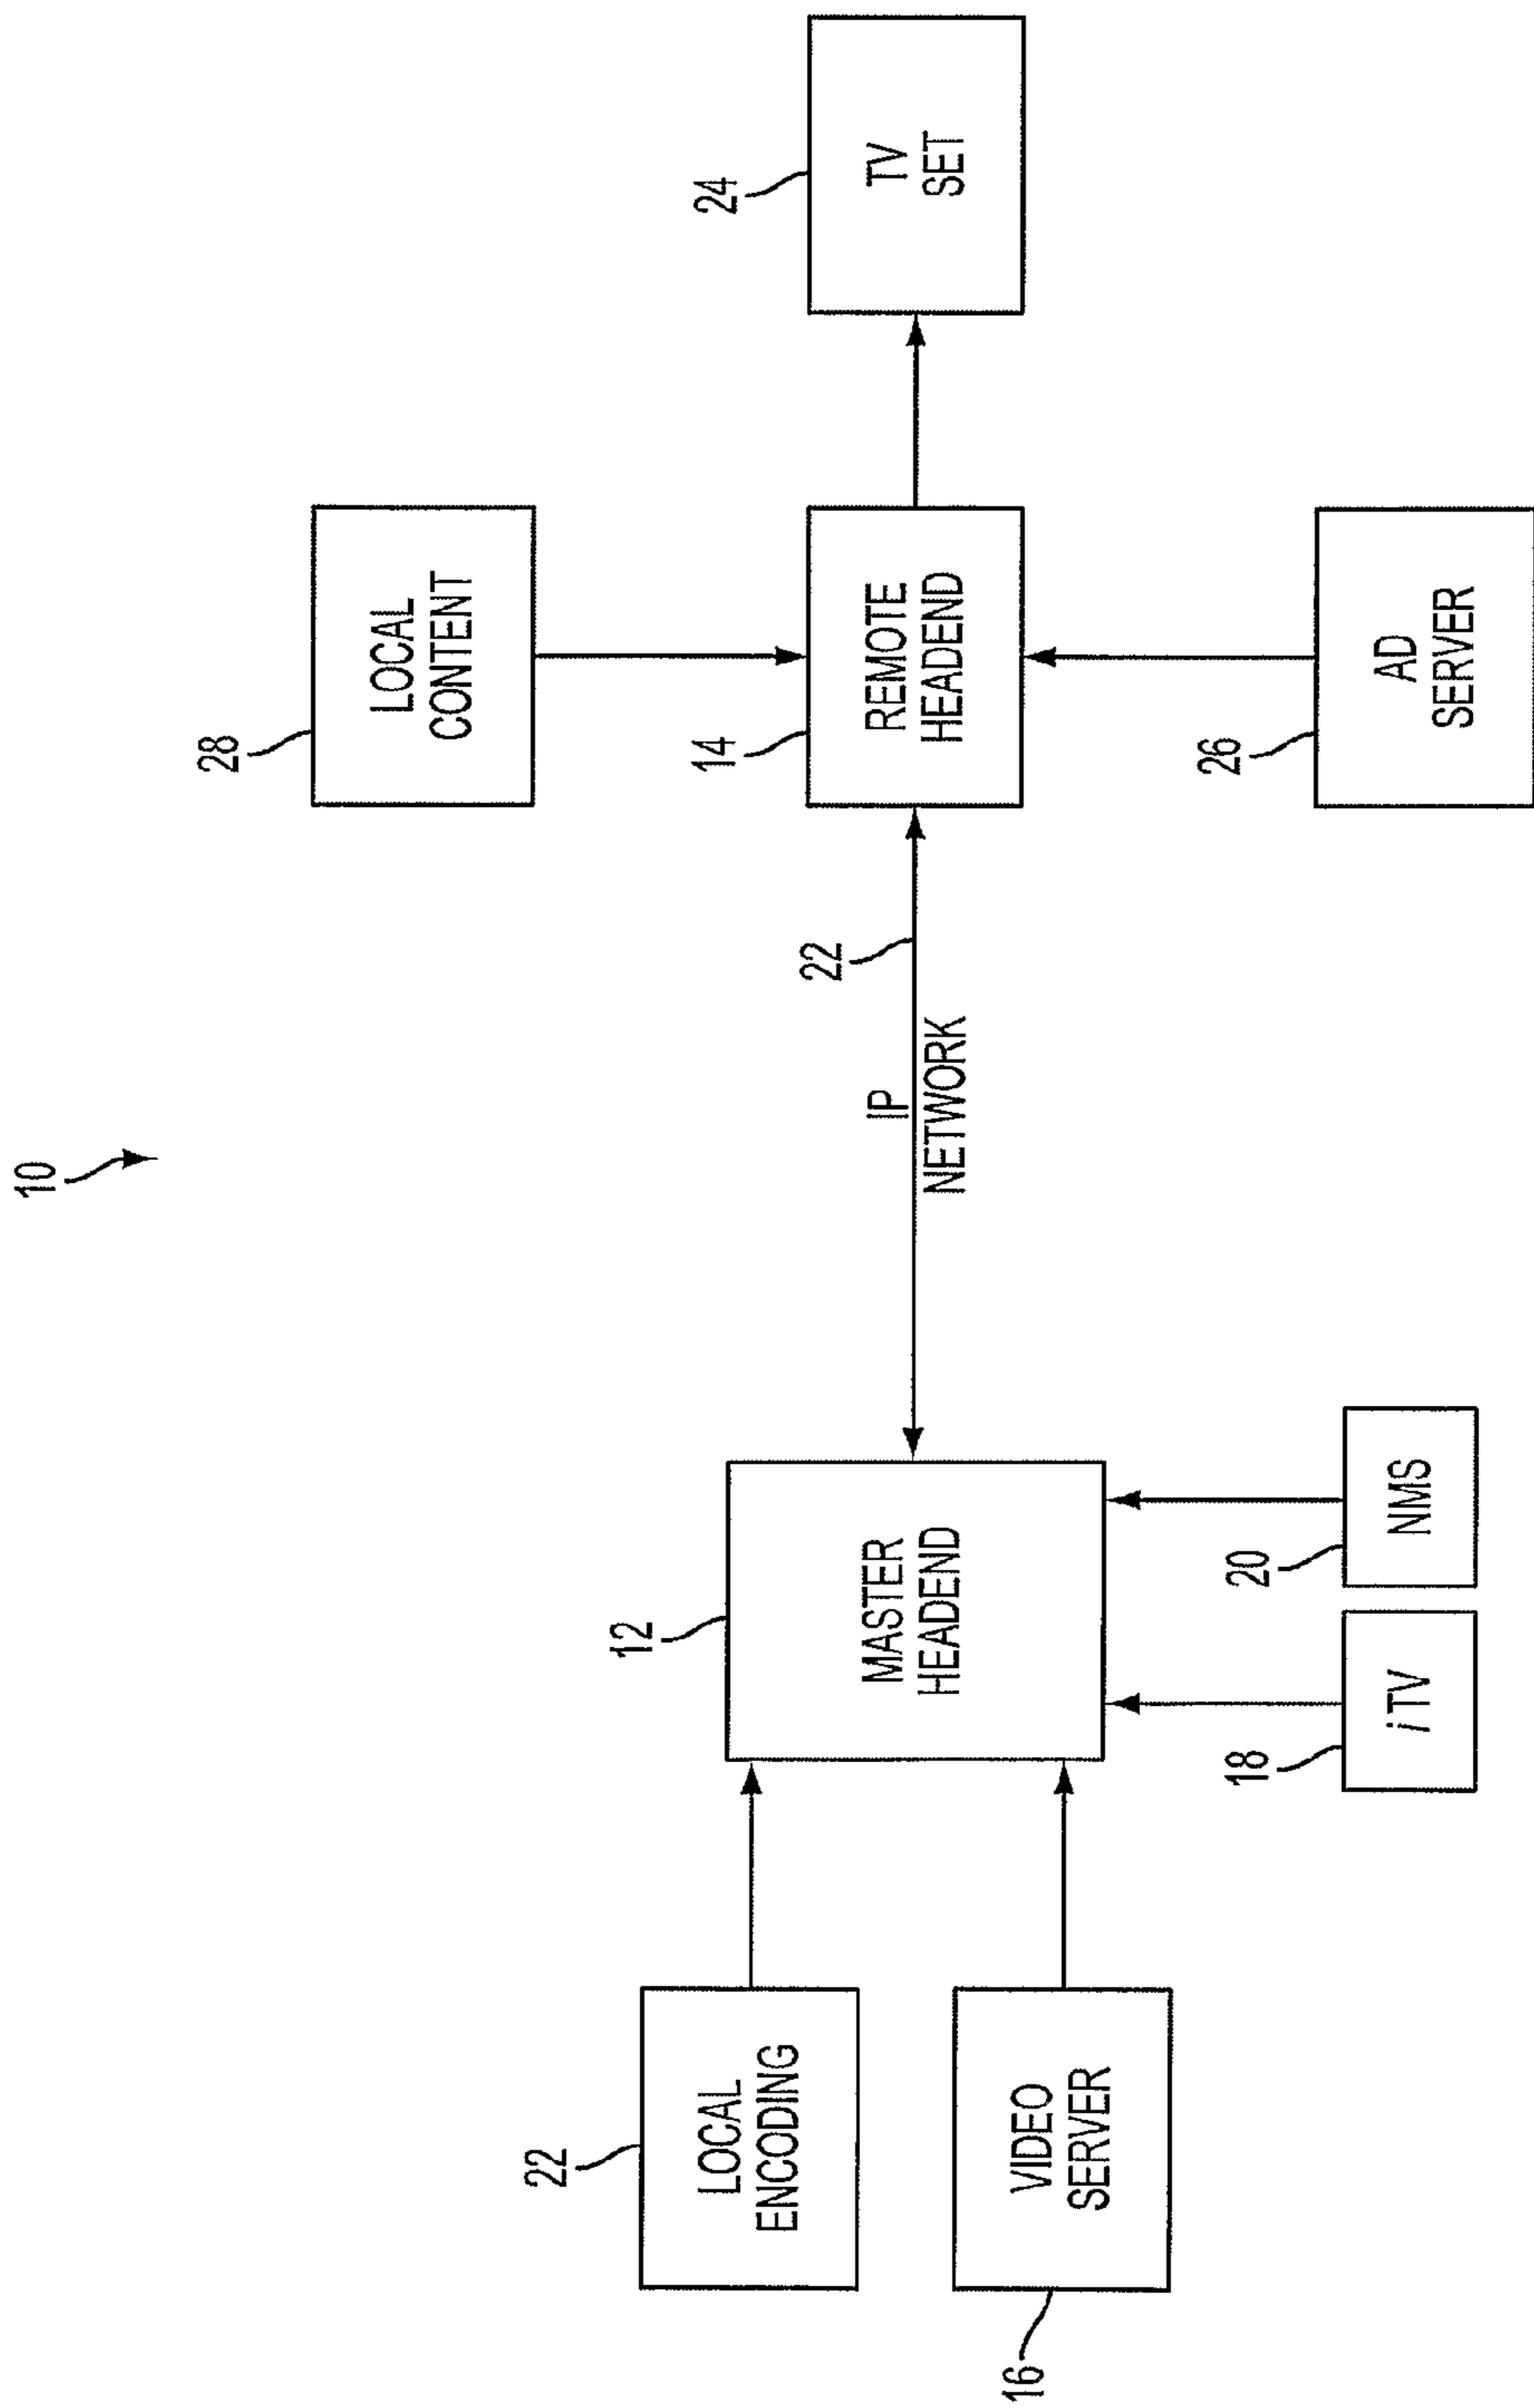 10
28
LOCAL
CONTENT
22
LOCAL
ENCODING
12
MASTER
HEADEND
IP
NETWORK
22
14
REMOTE
HEADEND
24
TV
SET
16
VIDEO
SERVER
18
iTV
20
NMS
26
AD
SERVER